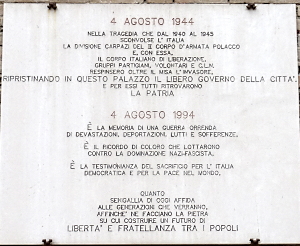 4 AGOSTO 1944
NELLA TRAGEDIA CHE DAL 1940 AL 1945
SCONVOLSE L'ITALIA
LA DIVISIONE CARPAZI DEL II CORPO D'ARMATA POLACCO
E, CON ESSA,
IL CORPO ITALIANO DI LIBERAZIONE,
GRUPPI PARTIGIANI, VOLONTARI E C.L.N.
RESPINSERO OLTRE IL MISA L'INVASORE,
RIPRISTINANDO IN QUESTO PALAZZO IL LIBERO GOVERNO DELLA CITTA',
E PER ESSI TUTTI RITROVARONO
LA PATRIA
4 AGOSTO 1994
È LA MEMORIA DI UNA GUERRA ORRENDA
DI DEVASTAZIONI, DEPORTAZIONI, LUTTI E SOFFERENZE,
È IL RICORDO DI COLORO CHE LOTTARONO
CONTRO LA DOMINAZIONE NAZI-FASCISTA,
È LA TESTIMONIANZA DEL SACRIFICIO PER L'ITALIA
DEMOCRATICA E PER LA PACE NEL MONDO,
QUANTO
SENIGALLIA DI OGGI AFFIDA
ALLE GENERAZIONI CHE VERRANNO,
AFFINCHE' NE FACCIANO LA PIETRA
SU CUI COSTRUIRE UN FUTURO DI
LIBERTA' E FRATELLANZA TRA I POPOLI